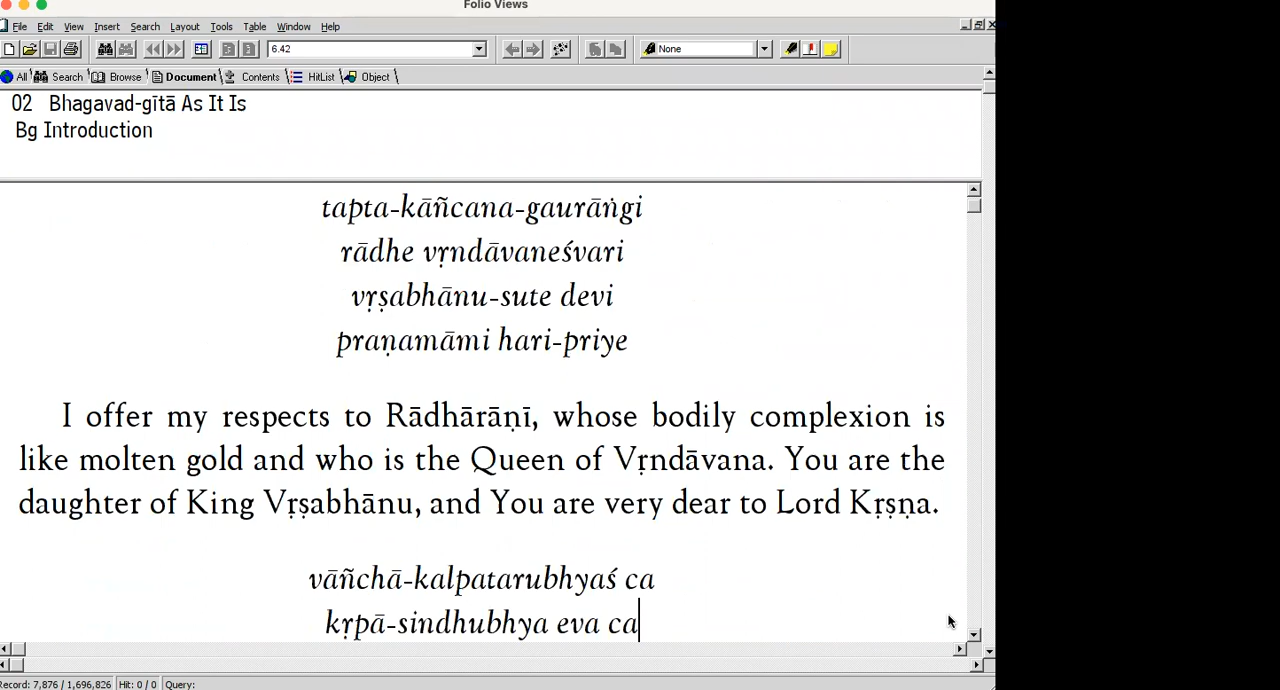 Folio Views
File Edit View Insert Search Layout Tools Table Window Help
6.42 None
All Search Browse Document Contents HitList Object
02 Bhagavad-gītā As It Is
Bg Introduction
tapta-kāñcana-gaurāṅgi
rādhe vṛndāvaneśvari
vṛṣabhānu-sute devi
praṇamāmi hari-priye
I offer my respects to Rādhārāṇī, whose bodily complexion is
like molten gold and who is the Queen of Vṛndāvana. You are the
daughter of King Vṛṣabhānu, and You are very dear to Lord Kṛṣṇa.
vāñchā-kalpatarubhyaś ca
kṛpā-sindhubhya eva ca
Record: 7,876 / 1,696,826 Hit: 0 / 0 Query: